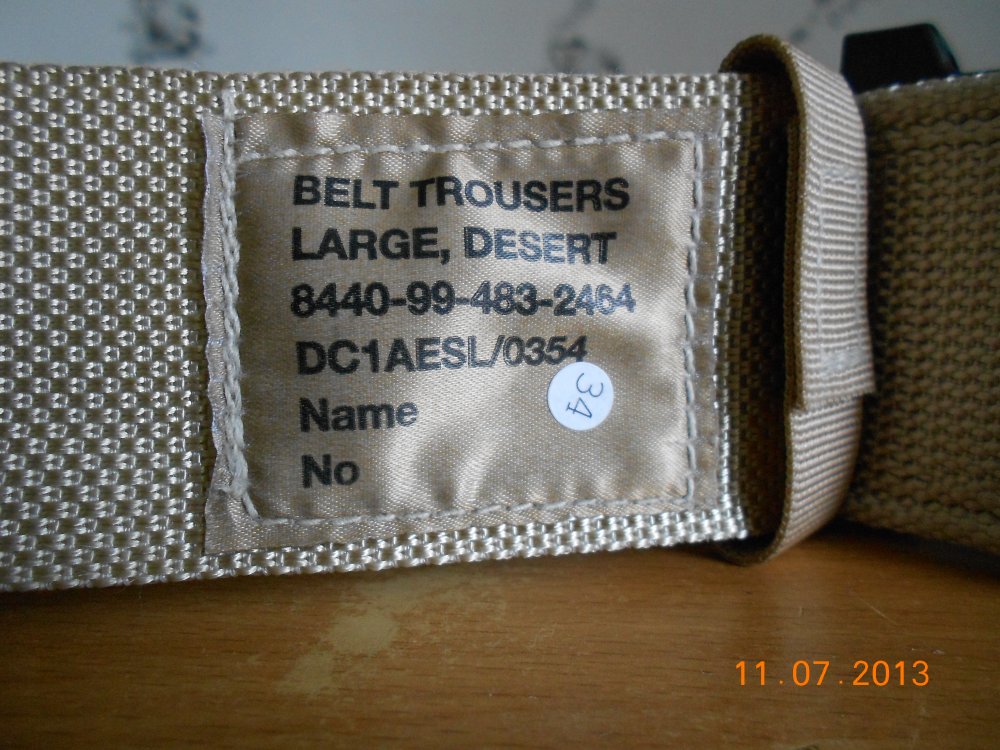 BELT TROUSERS
LARGE, DESERT
8440-99-483-2464
DC1AESL/0354
34
Name
No
11.07.2013